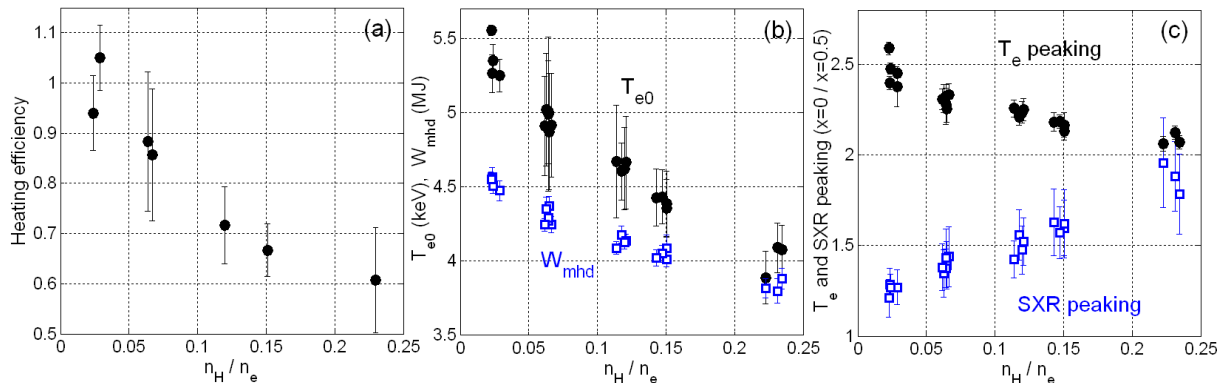 (a)
1.1
1
0.9
0.8
0.7
0.6
0.5
Heating efficiency
0
0.05
0.1
0.15
0.2
0.25
n_H / n_e
(b)
5.5
5
4.5
4
3.5
T_e0 (keV), W_mhd (MJ)
T_e0
W_mhd
0
0.05
0.1
0.15
0.2
0.25
n_H / n_e
(c)
2.5
2
1.5
1
T_e and SXR peaking (x=0 / x=0.5)
T_e peaking
SXR peaking
0
0.05
0.1
0.15
0.2
0.25
n_H / n_e